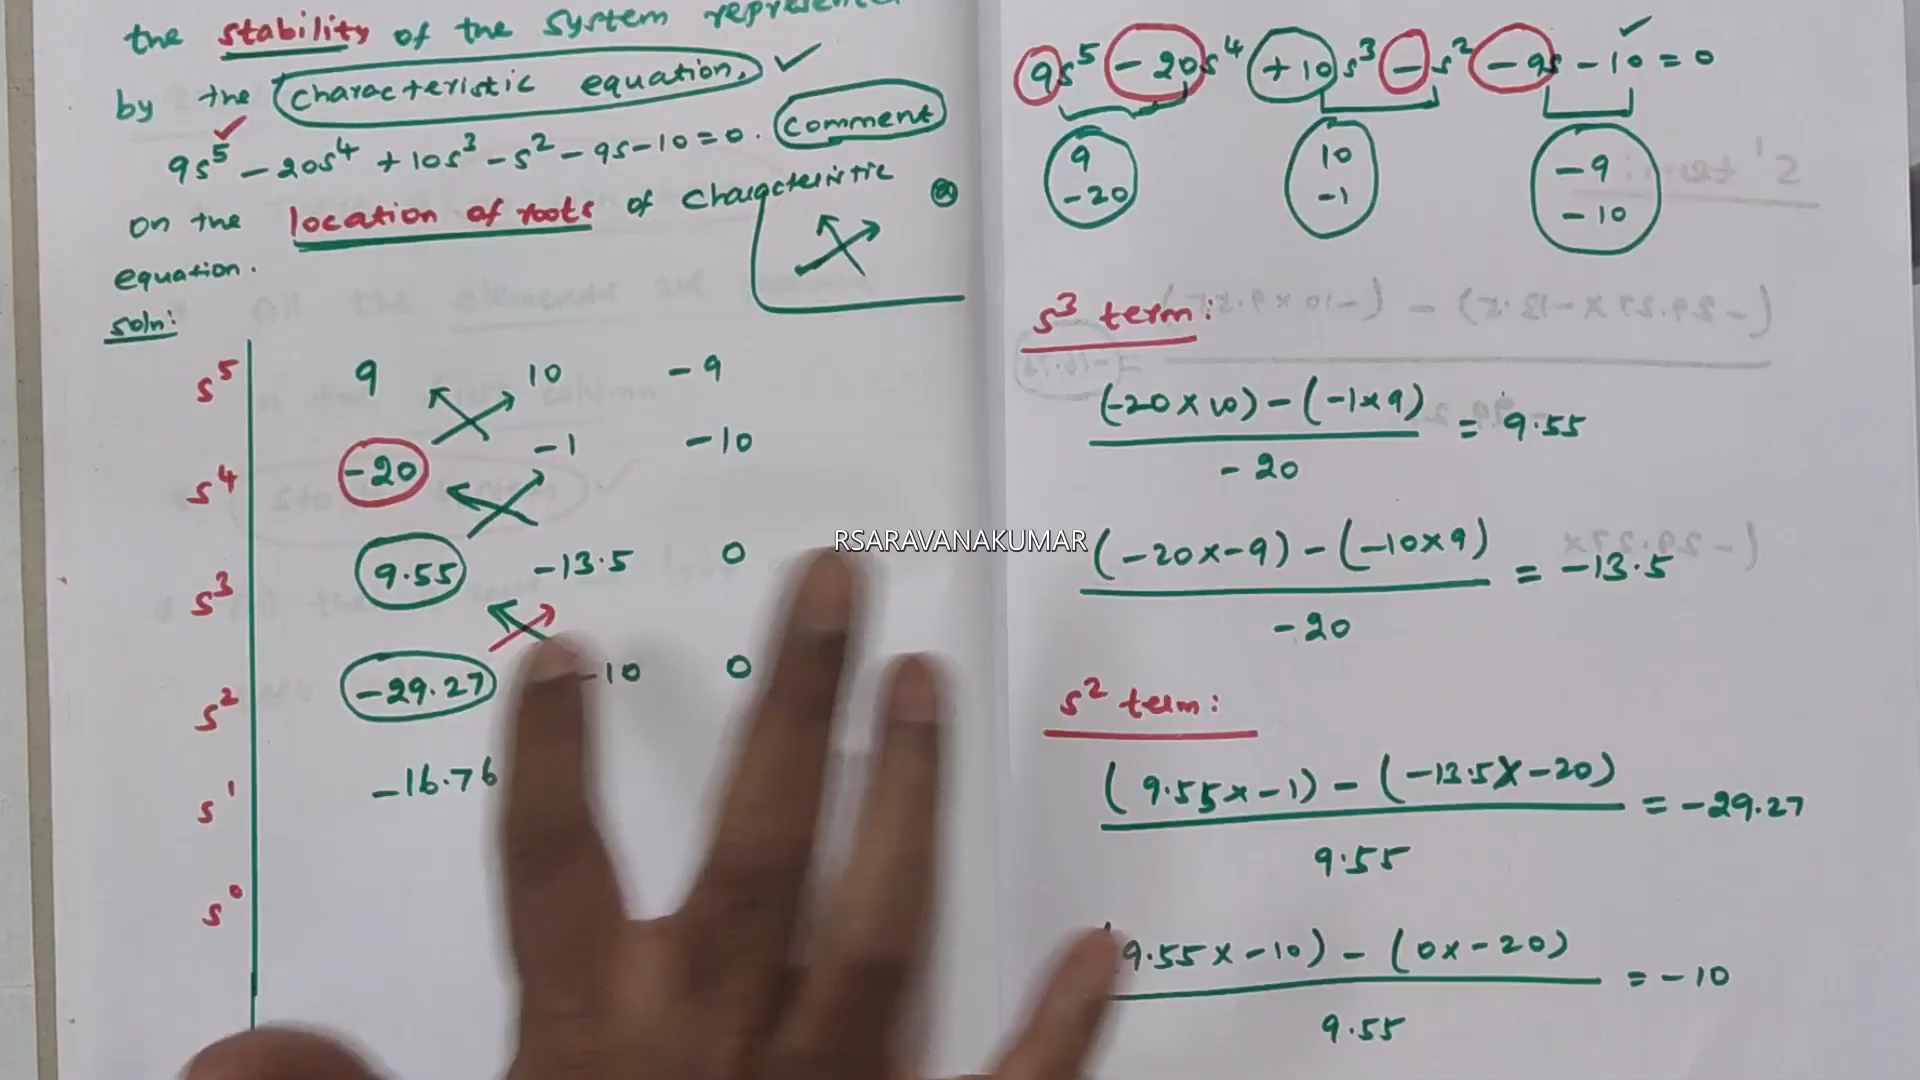 the stability of the system
by the characteristic equation.
9s⁵ - 20s⁴ + 10s³ - s² - 9s - 10 = 0. Comment
on the location of roots of characteristic
equation.
soln:
s⁵ 9 10 -9
s⁴ -20 -1 -10
s³ 9.55 -13.5 0
s² -29.27 -10 0
s¹ -16.76
s⁰
9s⁵ - 20s⁴ + 10s³ - s² - 9s - 10 = 0
9 10 -9
-20 -1 -10
s³ term:
(-20 x 10) - (-1 x 9)
= 9.55
-20
(-20 x -9) - (-10 x 9)
= -13.5
-20
s² term:
(9.55 x -1) - (-13.5 x -20)
= -29.27
9.55
(9.55 x -10) - (0 x -20)
= -10
9.55
RSARAVANAKUMAR